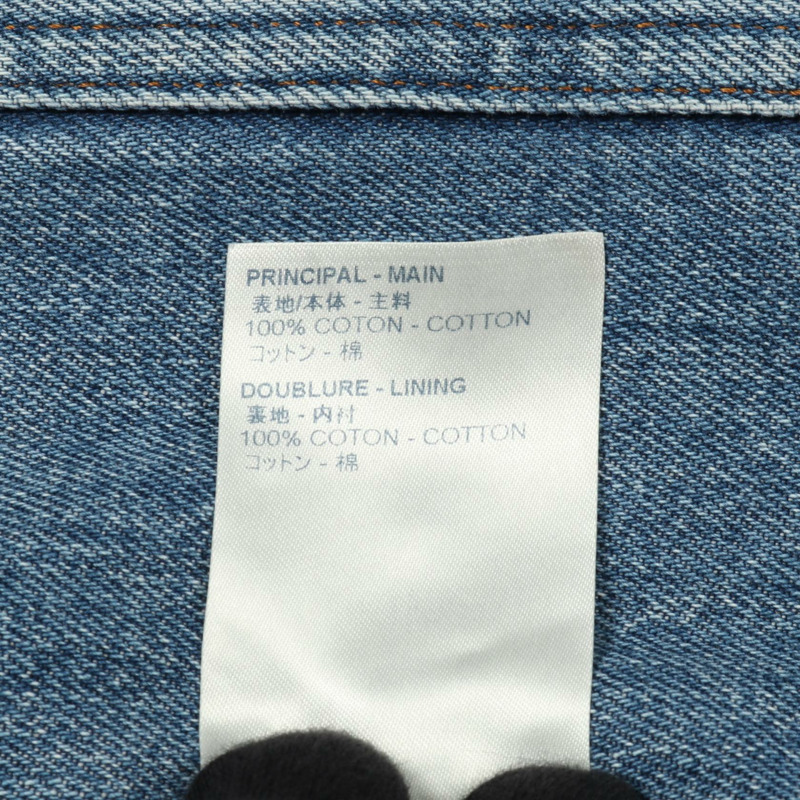 PRINCIPAL - MAIN
表地/本体 - 主料
100% COTON - COTTON
コットン - 棉
DOUBLURE - LINING
裏地 - 内衬
100% COTON - COTTON
コットン - 棉